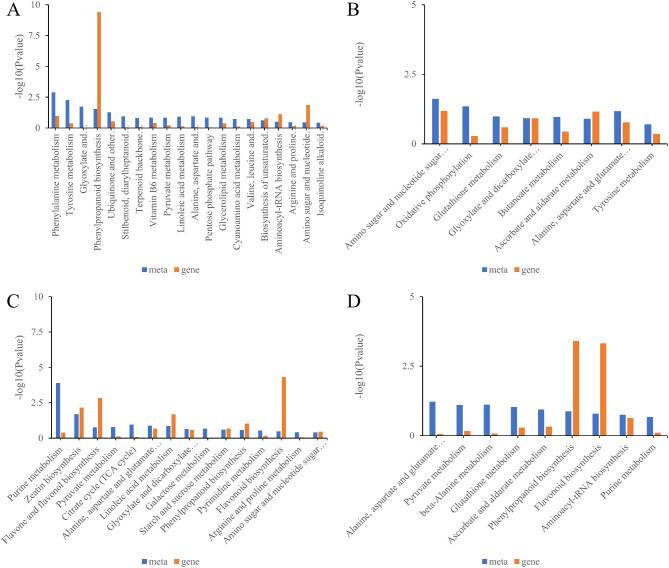 A
-log10(Pvalue)
10
7.5
5
2.5
0
Phenylalanine metabolism
Tyrosine metabolism
Glyoxylate and...
Phenylpropanoid biosynthesis
Ubiquinone and other...
Stilbenoid, diarylheptanoid...
Terpenoid backbone...
Vitamin B6 metabolism
Pyruvate metabolism
Linoleic acid metabolism
Alanine, aspartate and...
Pentose phosphate pathway
Glycerolipid metabolism
Cyanoamino acid metabolism
Valine, leucine and...
Biosynthesis of unsaturated...
Aminoacyl-tRNA biosynthesis
Arginine and proline...
Amino sugar and nucleotide...
Isoquinoline alkaloid...
meta gene
B
-log10(Pvalue)
5
2.5
0
Amino sugar and nucleotide sugar...
Oxidative phosphorylation
Glutathione metabolism
Glyoxylate and dicarboxylate...
Butanoate metabolism
Ascorbate and aldarate metabolism
Alanine, aspartate and glutamate...
Tyrosine metabolism
meta gene
C
-log10(Pvalue)
10
7.5
5
2.5
0
Purine metabolism
Zeatin biosynthesis
Flavone and flavonol biosynthesis
Pyruvate metabolism
Citrate cycle (TCA cycle)
Alanine, aspartate and glutamate...
Linoleic acid metabolism
Glyoxylate and dicarboxylate...
Galactose metabolism
Starch and sucrose metabolism
Phenylpropanoid biosynthesis
Pyrimidine metabolism
Flavonoid biosynthesis
Arginine and proline metabolism
Amino sugar and nucleotide sugar...
meta gene
D
-log10(Pvalue)
5
2.5
0
Alanine, aspartate and glutamate...
Pyruvate metabolism
beta-Alanine metabolism
Glutathione metabolism
Ascorbate and aldarate metabolism
Phenylpropanoid biosynthesis
Flavonoid biosynthesis
Aminoacyl-tRNA biosynthesis
Purine metabolism
meta gene